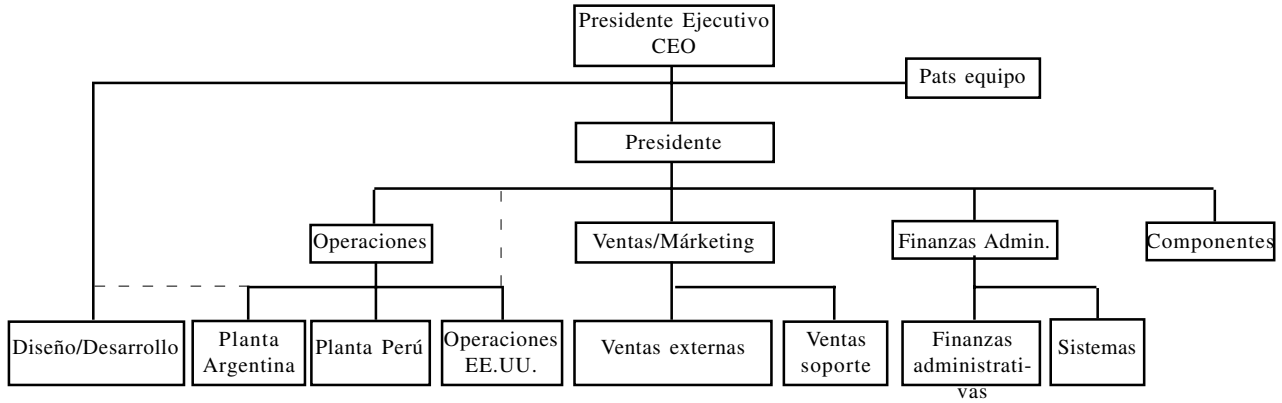 Presidente Ejecutivo
CEO
Pats equipo
Presidente
Operaciones
Ventas/Márketing
Finanzas Admin.
Componentes
Diseño/Desarrollo
Planta
Argentina
Planta Perú
Operaciones
EE.UU.
Ventas externas
Ventas
soporte
Finanzas
administrati-
vas
Sistemas